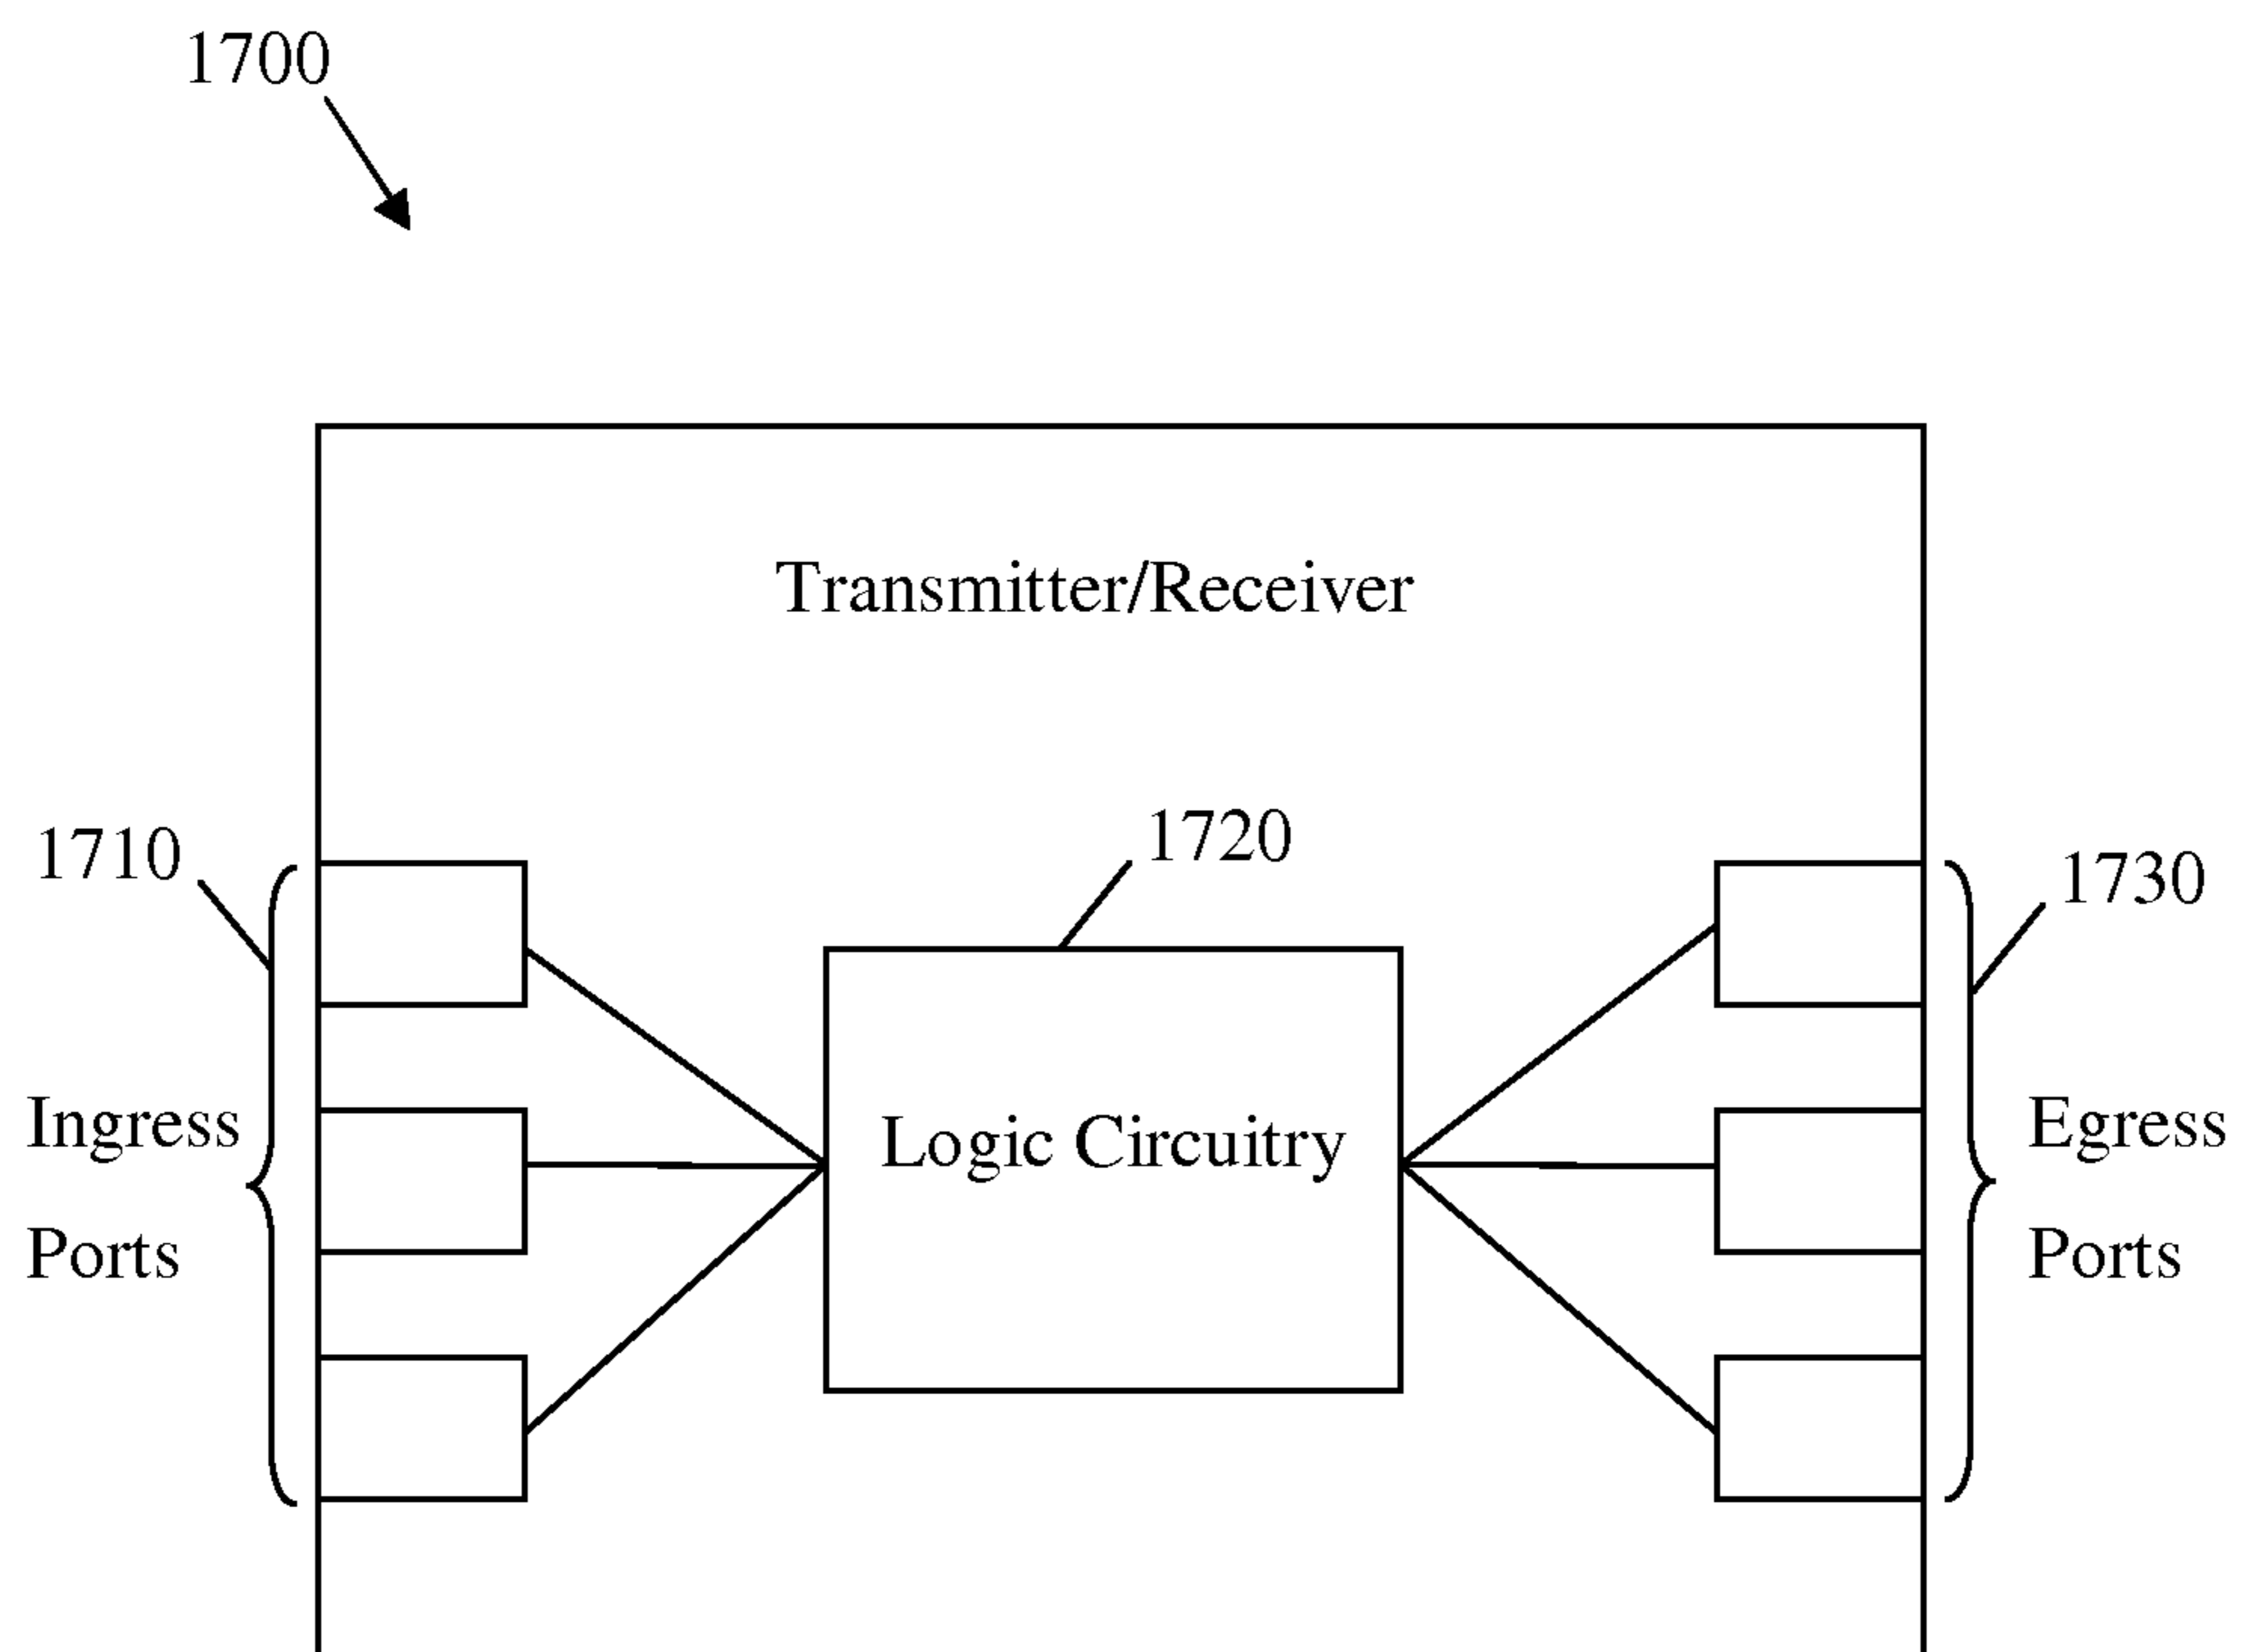 1700
Transmitter/Receiver
1710
1720
1730
Ingress
Ports
Logic Circuitry
Egress
Ports